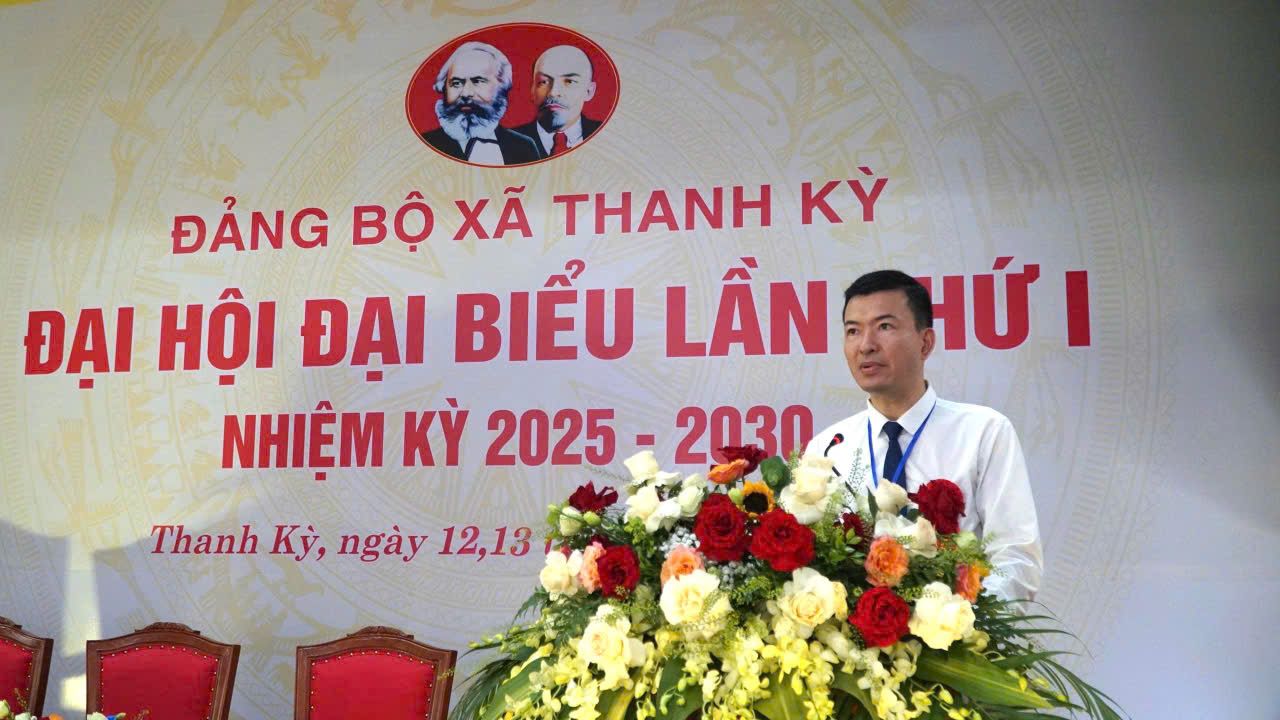 ĐẢNG BỘ XÃ THANH KỲ
ĐẠI HỘI ĐẠI BIỂU LẦN THỨ I
NHIỆM KỲ 2025 - 2030
Thanh Kỳ, ngày 12,13